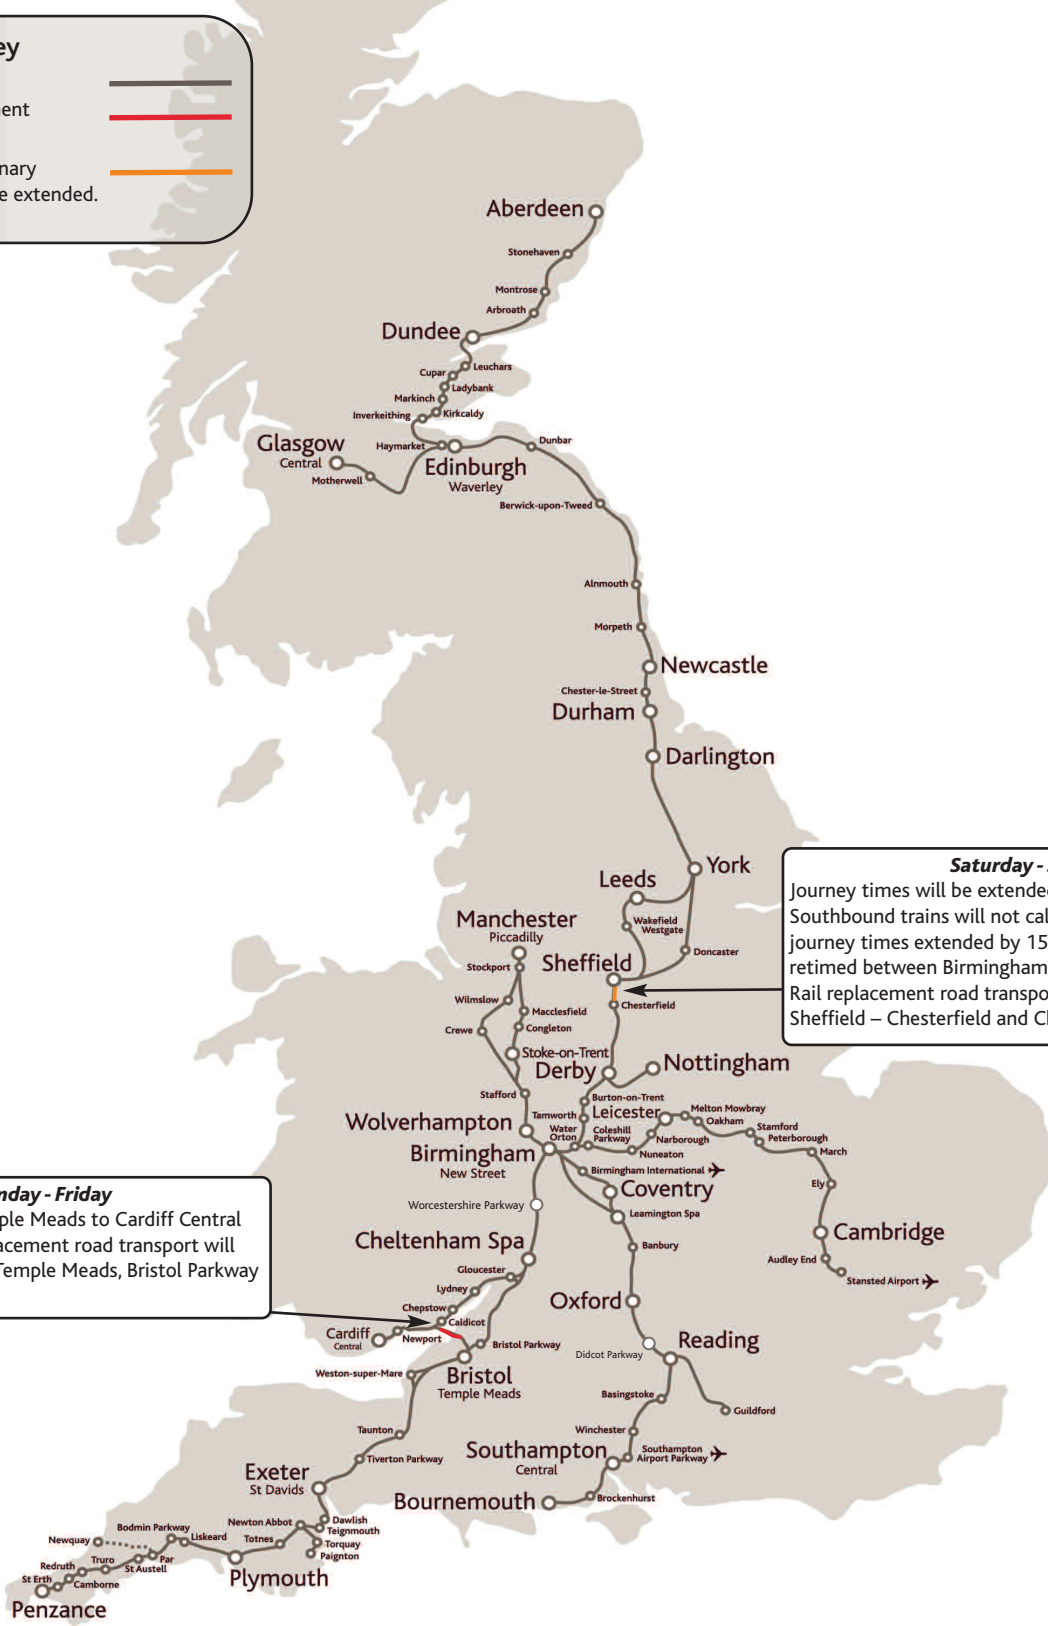 ey
ent
nary
e extended.
Aberdeen
Stonehaven
Montrose
Arbroath
Dundee
Leuchars
Cupar
Ladybank
Markinch
Kirkcaldy
Inverkeithing
Glasgow
Central
Haymarket
Dunbar
Edinburgh
Waverley
Motherwell
Berwick-upon-Tweed
Alnmouth
Morpeth
Newcastle
Chester-le-Street
Durham
Darlington
York
Leeds
Saturday -
Journey times will be extended
Southbound trains will not cal
journey times extended by 15
retimed between Birmingham
Rail replacement road transpo
Sheffield – Chesterfield and Ch
Manchester
Piccadilly
Wakefield
Westgate
Doncaster
Stockport
Sheffield
Wilmslow
Chesterfield
Macclesfield
Crewe
Congleton
Stoke-on-Trent
Derby
Nottingham
Stafford
Burton-on-Trent
Wolverhampton
Tamworth
Leicester
Melton Mowbray
Oakham
Stamford
Water
Orton
Coleshill
Parkway
Narborough
Peterborough
Birmingham
New Street
Nuneaton
March
Birmingham International
Ely
Coventry
nday - Friday
ple Meads to Cardiff Central
acement road transport will
Temple Meads, Bristol Parkway
Worcestershire Parkway
Leamington Spa
Cheltenham Spa
Banbury
Cambridge
Audley End
Stansted Airport
Gloucester
Lydney
Chepstow
Caldicot
Oxford
Cardiff
Central
Newport
Bristol Parkway
Didcot Parkway
Reading
Weston-super-Mare
Bristol
Temple Meads
Basingstoke
Guildford
Taunton
Winchester
Tiverton Parkway
Southampton
Central
Southampton
Airport Parkway
Exeter
St Davids
Bournemouth
Brockenhurst
Newton Abbot
Dawlish
Teignmouth
Bodmin Parkway
Liskeard
Totnes
Torquay
Paignton
Newquay
Truro
Par
St Austell
Redruth
St Erth
Camborne
Plymouth
Penzance